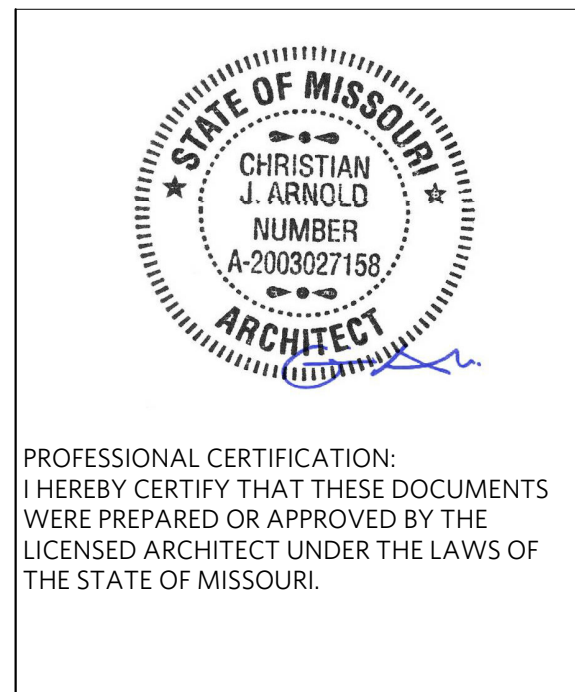 STATE OF MISSOURI
CHRISTIAN
J. ARNOLD
NUMBER
A-2003027158
ARCHITECT
PROFESSIONAL CERTIFICATION:
I HEREBY CERTIFY THAT THESE DOCUMENTS
WERE PREPARED OR APPROVED BY THE
LICENSED ARCHITECT UNDER THE LAWS OF
THE STATE OF MISSOURI.